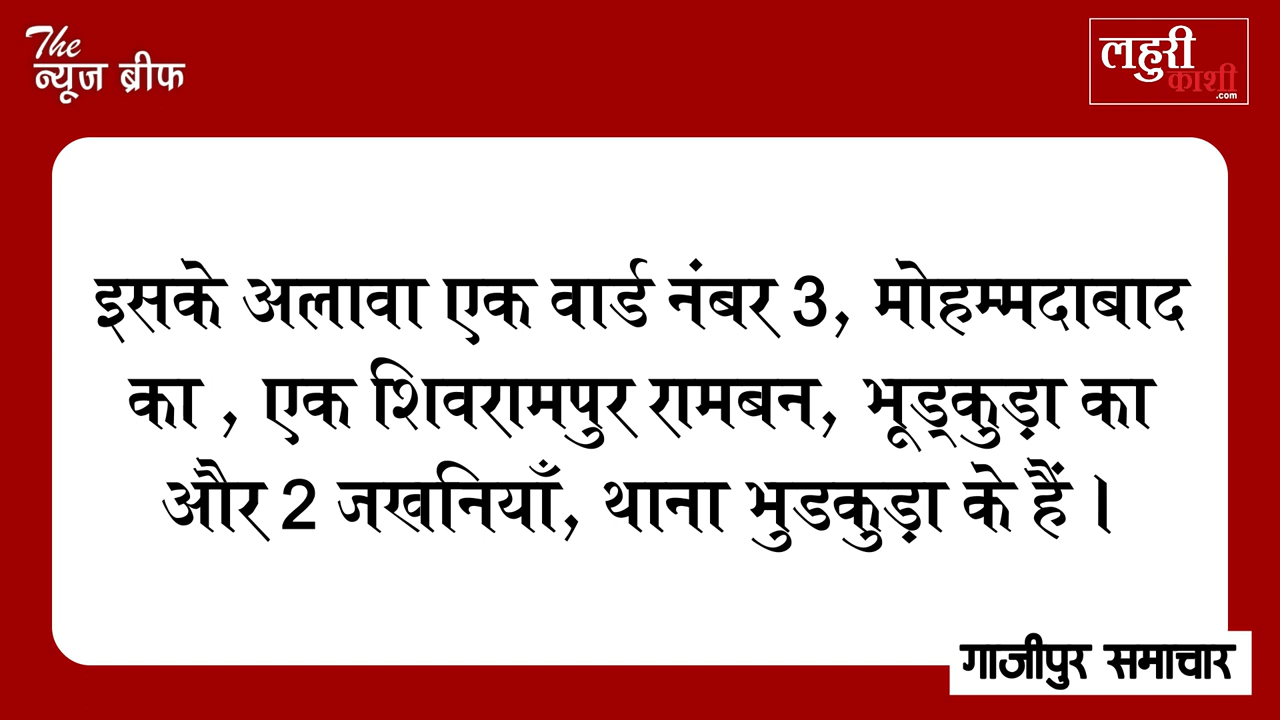 The
न्यूज ब्रीफ
लहुरी
काशी
.com
इसके अलावा एक वार्ड नंबर 3, मोहम्मदाबाद
का , एक शिवरामपुर रामबन, भूड्कुड़ा का
और 2 जखनियाँ, थाना भुडकुड़ा के हैं ।
गाजीपुर समाचार